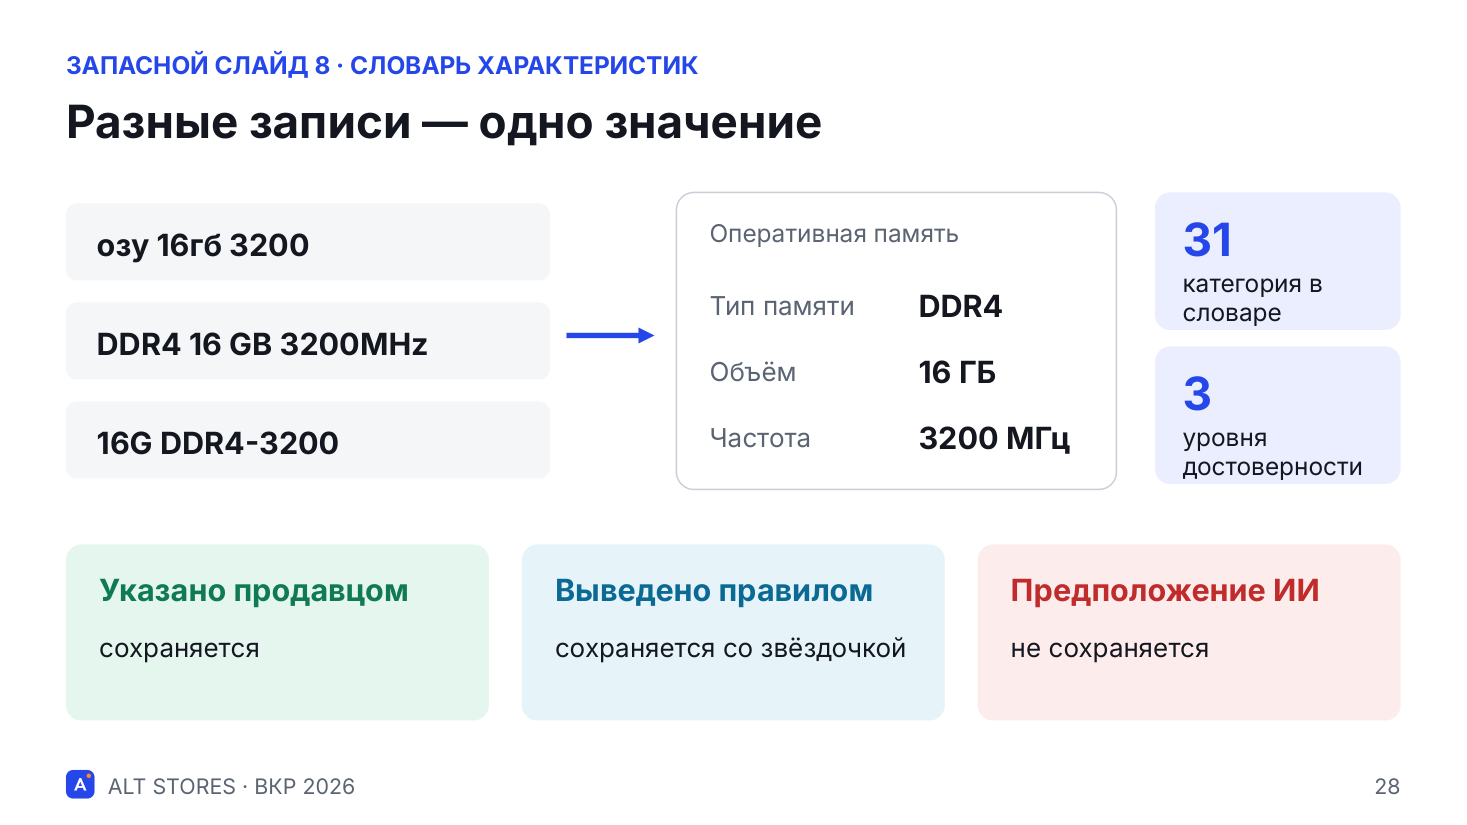 ЗАПАСНОЙ СЛАЙД 8 · СЛОВАРЬ ХАРАКТЕРИСТИК
Разные записи — одно значение
озу 16гб 3200
DDR4 16 GB 3200MHz
16G DDR4-3200
Оперативная память
Тип памяти DDR4
Объём 16 ГБ
Частота 3200 МГц
31
категория в
словаре
3
уровня
достоверности
Указано продавцом
сохраняется
Выведено правилом
сохраняется со звёздочкой
Предположение ИИ
не сохраняется
A ALT STORES · ВКР 2026
28